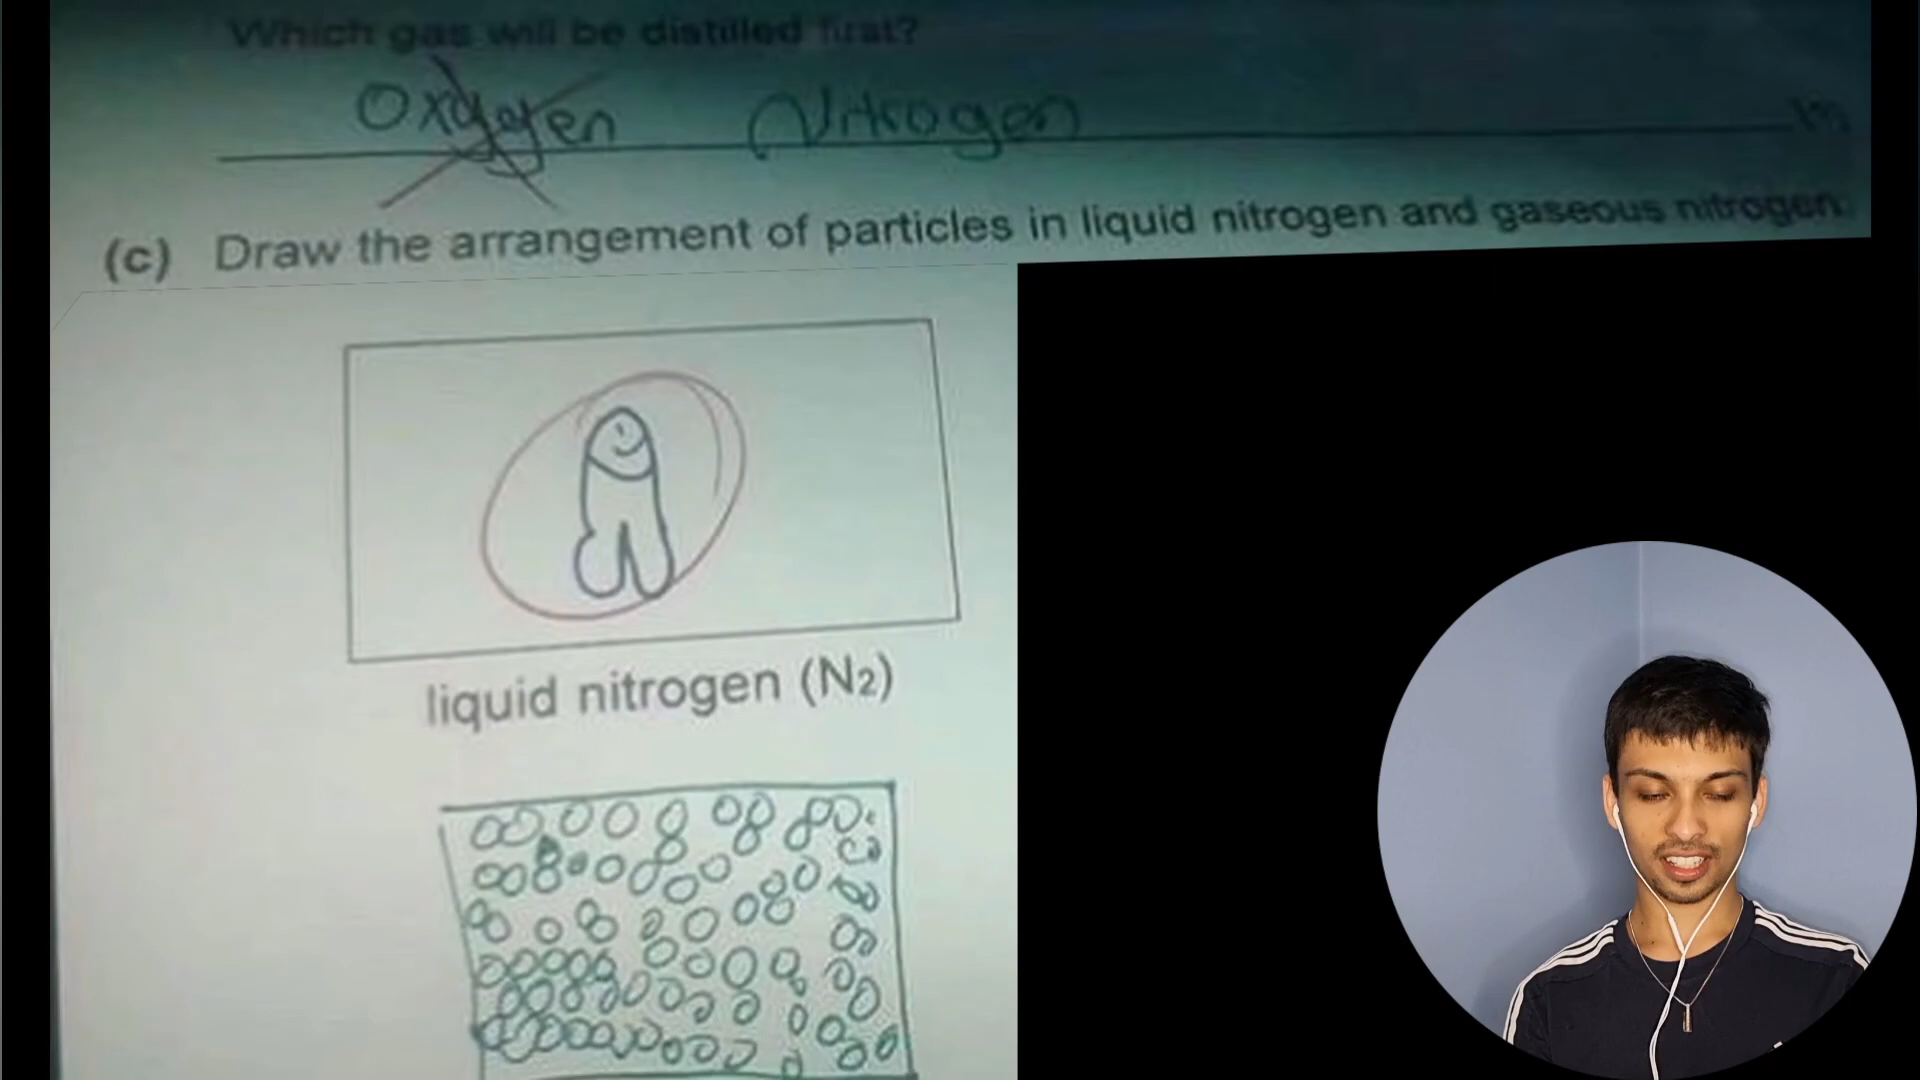 Which gas will be distilled first?
Oxygen Nitrogen
(c) Draw the arrangement of particles in liquid nitrogen and gaseous nitrogen.
liquid nitrogen (N2)